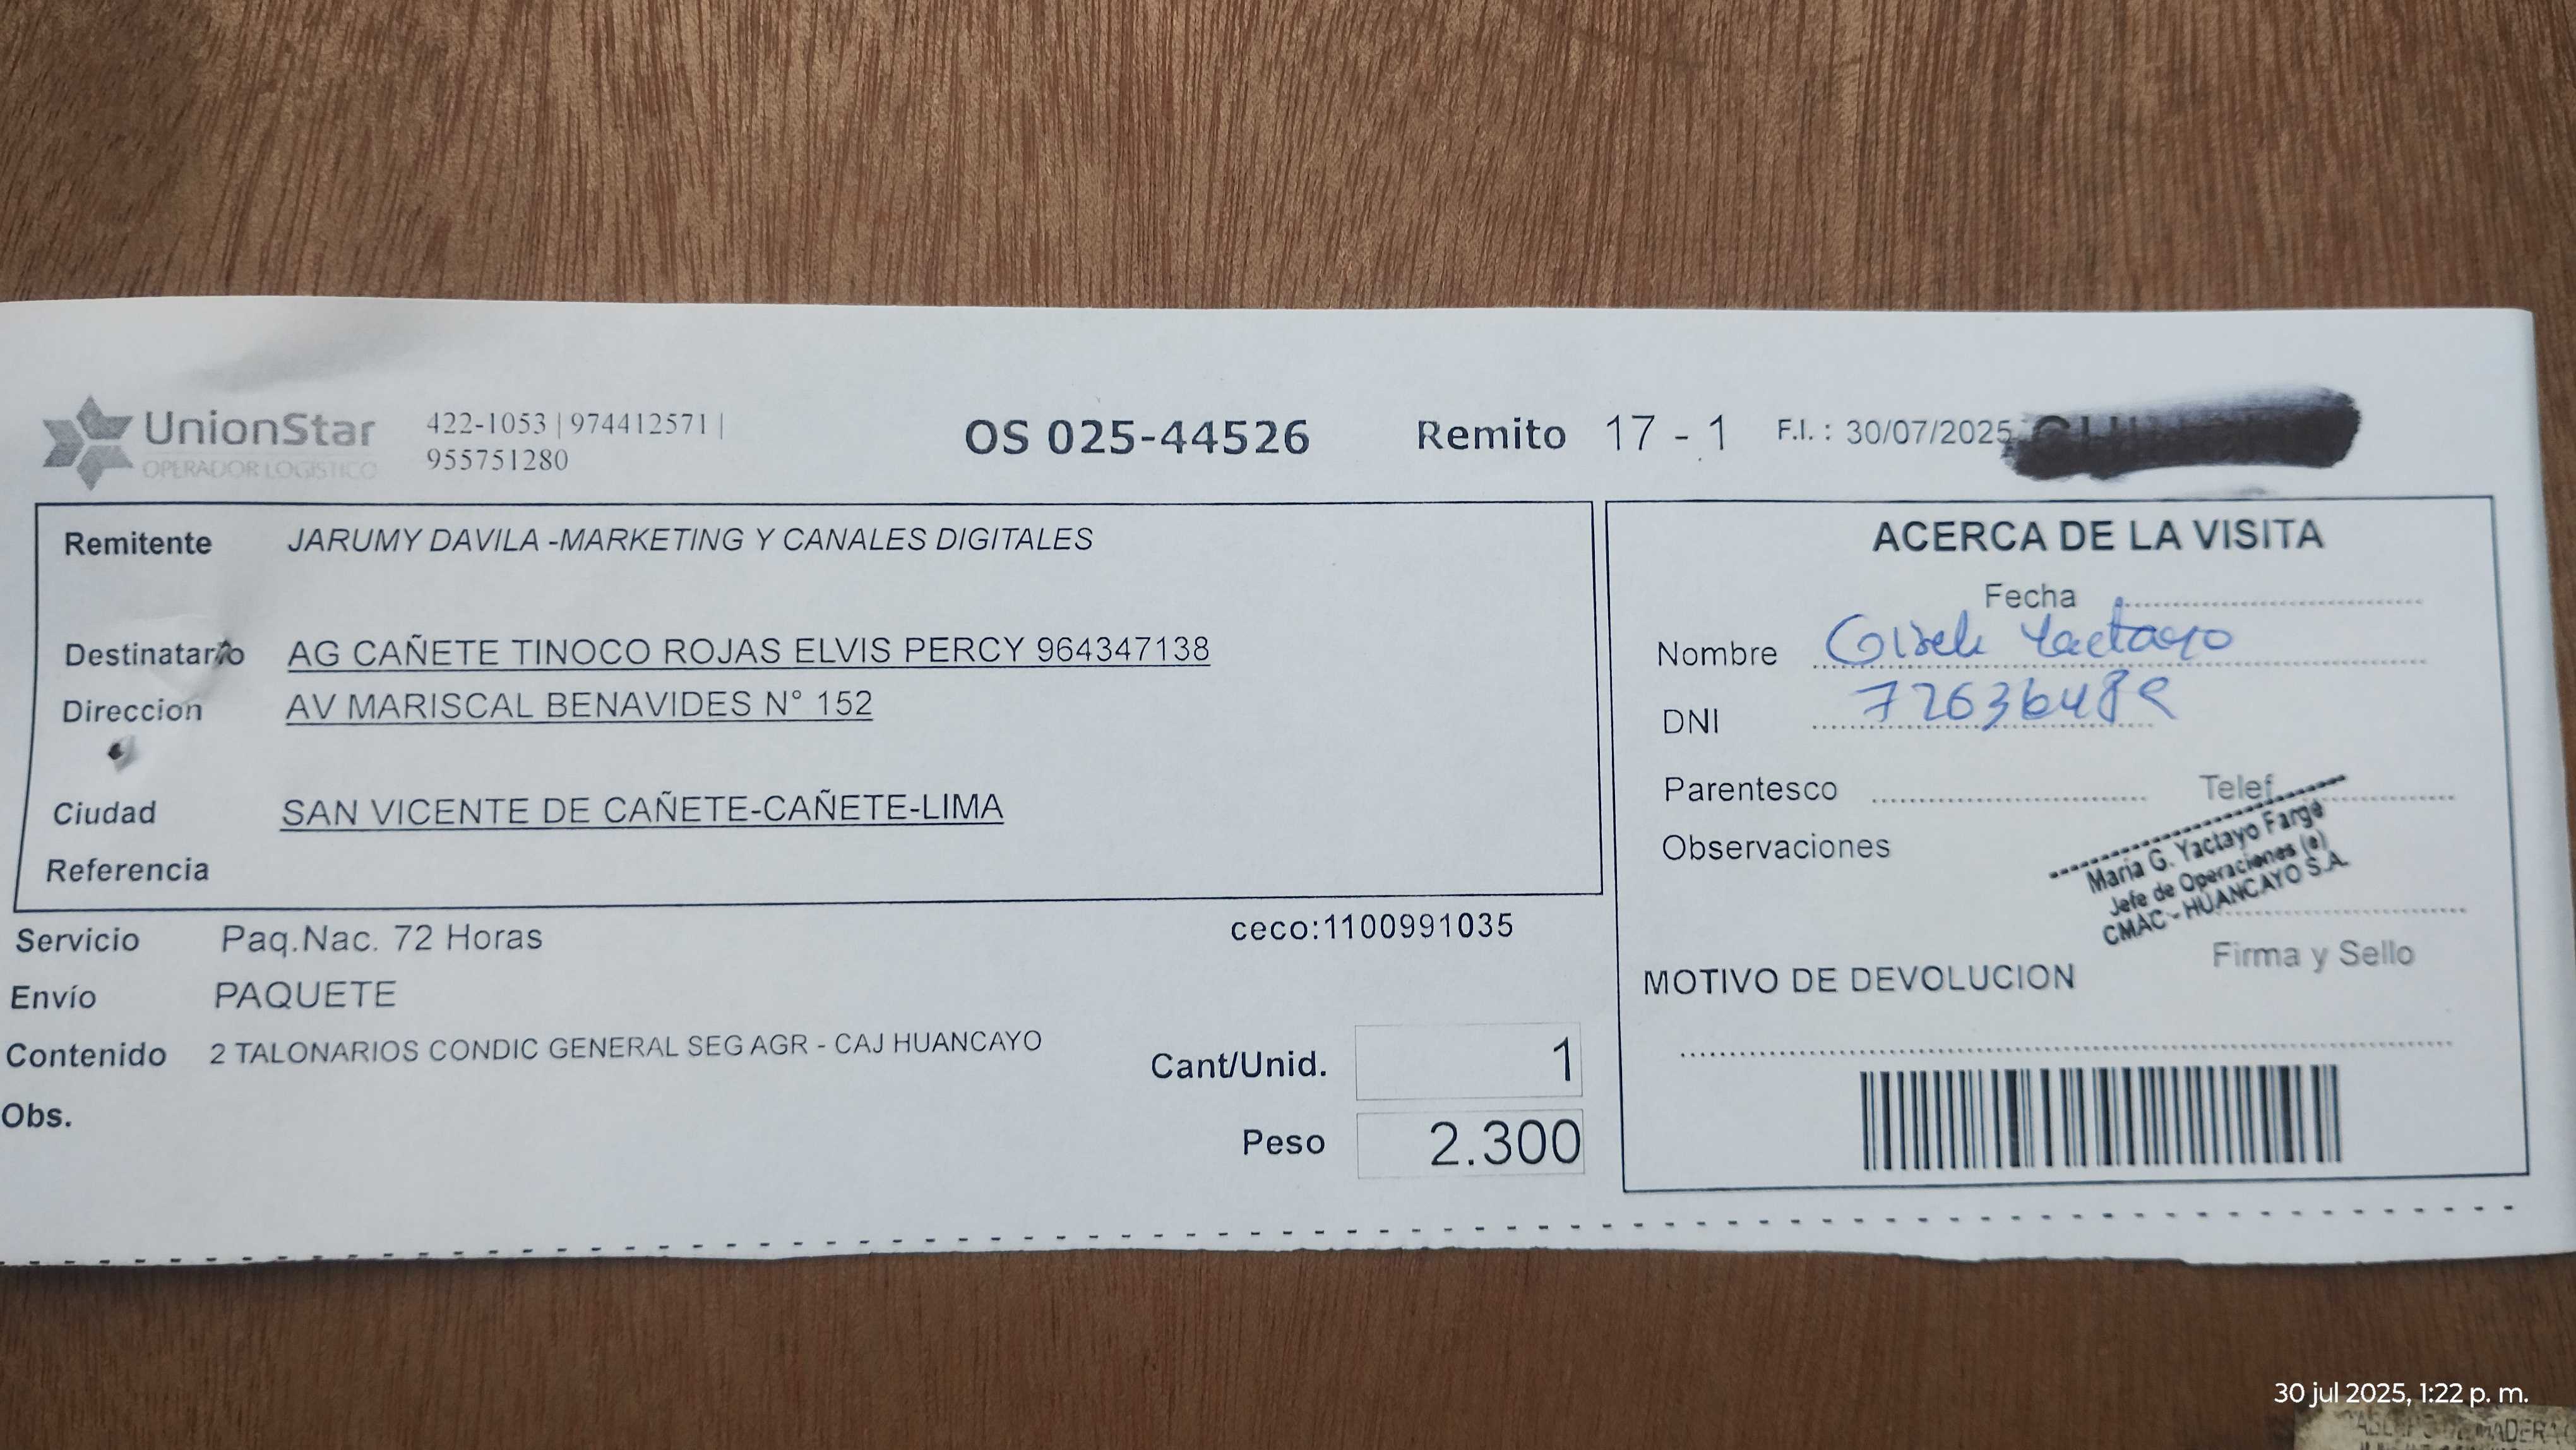 UnionStar
OPERADOR LOGISTICO
422-1053 | 974412571 |
955751280
OS 025-44526
Remito 17 - 1
F.I. : 30/07/2025
Remitente JARUMY DAVILA -MARKETING Y CANALES DIGITALES
Destinatario AG CAÑETE TINOCO ROJAS ELVIS PERCY 964347138
Direccion AV MARISCAL BENAVIDES N° 152
Ciudad SAN VICENTE DE CAÑETE-CAÑETE-LIMA
Referencia
Servicio Paq.Nac. 72 Horas
ceco:1100991035
Envío PAQUETE
Contenido 2 TALONARIOS CONDIC GENERAL SEG AGR - CAJ HUANCAYO
Obs.
Cant/Unid. 1
Peso 2.300
ACERCA DE LA VISITA
Fecha
Nombre Yactayo
DNI
Parentesco Telef
Observaciones
Maria G. Yactayo Farge
Jefe de Operaciones (e)
CMAC - HUANCAYO S.A.
Firma y Sello
MOTIVO DE DEVOLUCION
30 jul 2025, 1:22 p. m.